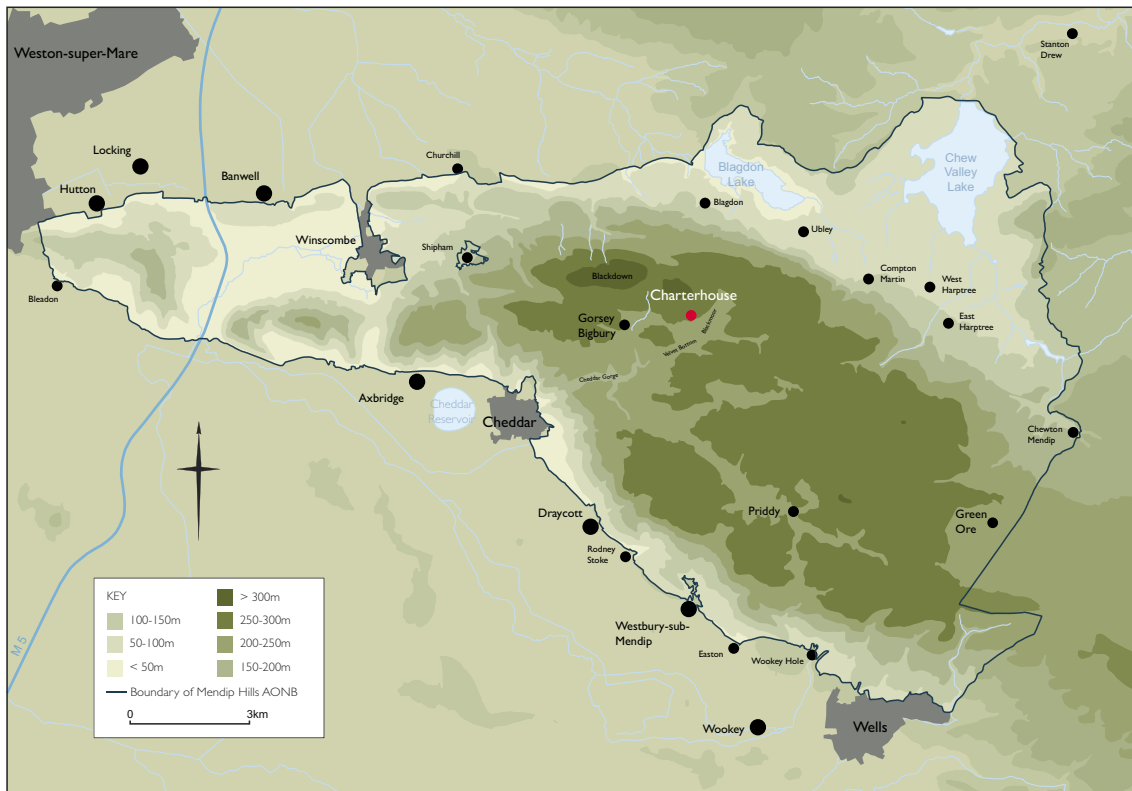 Weston-super-Mare
Stanton
Drew
Locking
Churchill
Hutton
Banwell
Blagdon
Lake
Chew
Valley
Lake
Blagdon
Ubley
Winscombe
Shipham
Bleadon
Blackdown
Compton
Martin
West
Harptree
Charterhouse
Gorsey
Bigbury
East
Harptree
Blackmoor
Velvet Bottom
Cheddar Gorge
Axbridge
Cheddar
Reservoir
Cheddar
Chewton
Mendip
Draycott
Priddy
Green
Ore
Rodney
Stoke
Westbury-sub-
Mendip
Easton
Wookey Hole
Wookey
Wells
M 5
KEY
100-150m
50-100m
< 50m
> 300m
250-300m
200-250m
150-200m
Boundary of Mendip Hills AONB
0 3km